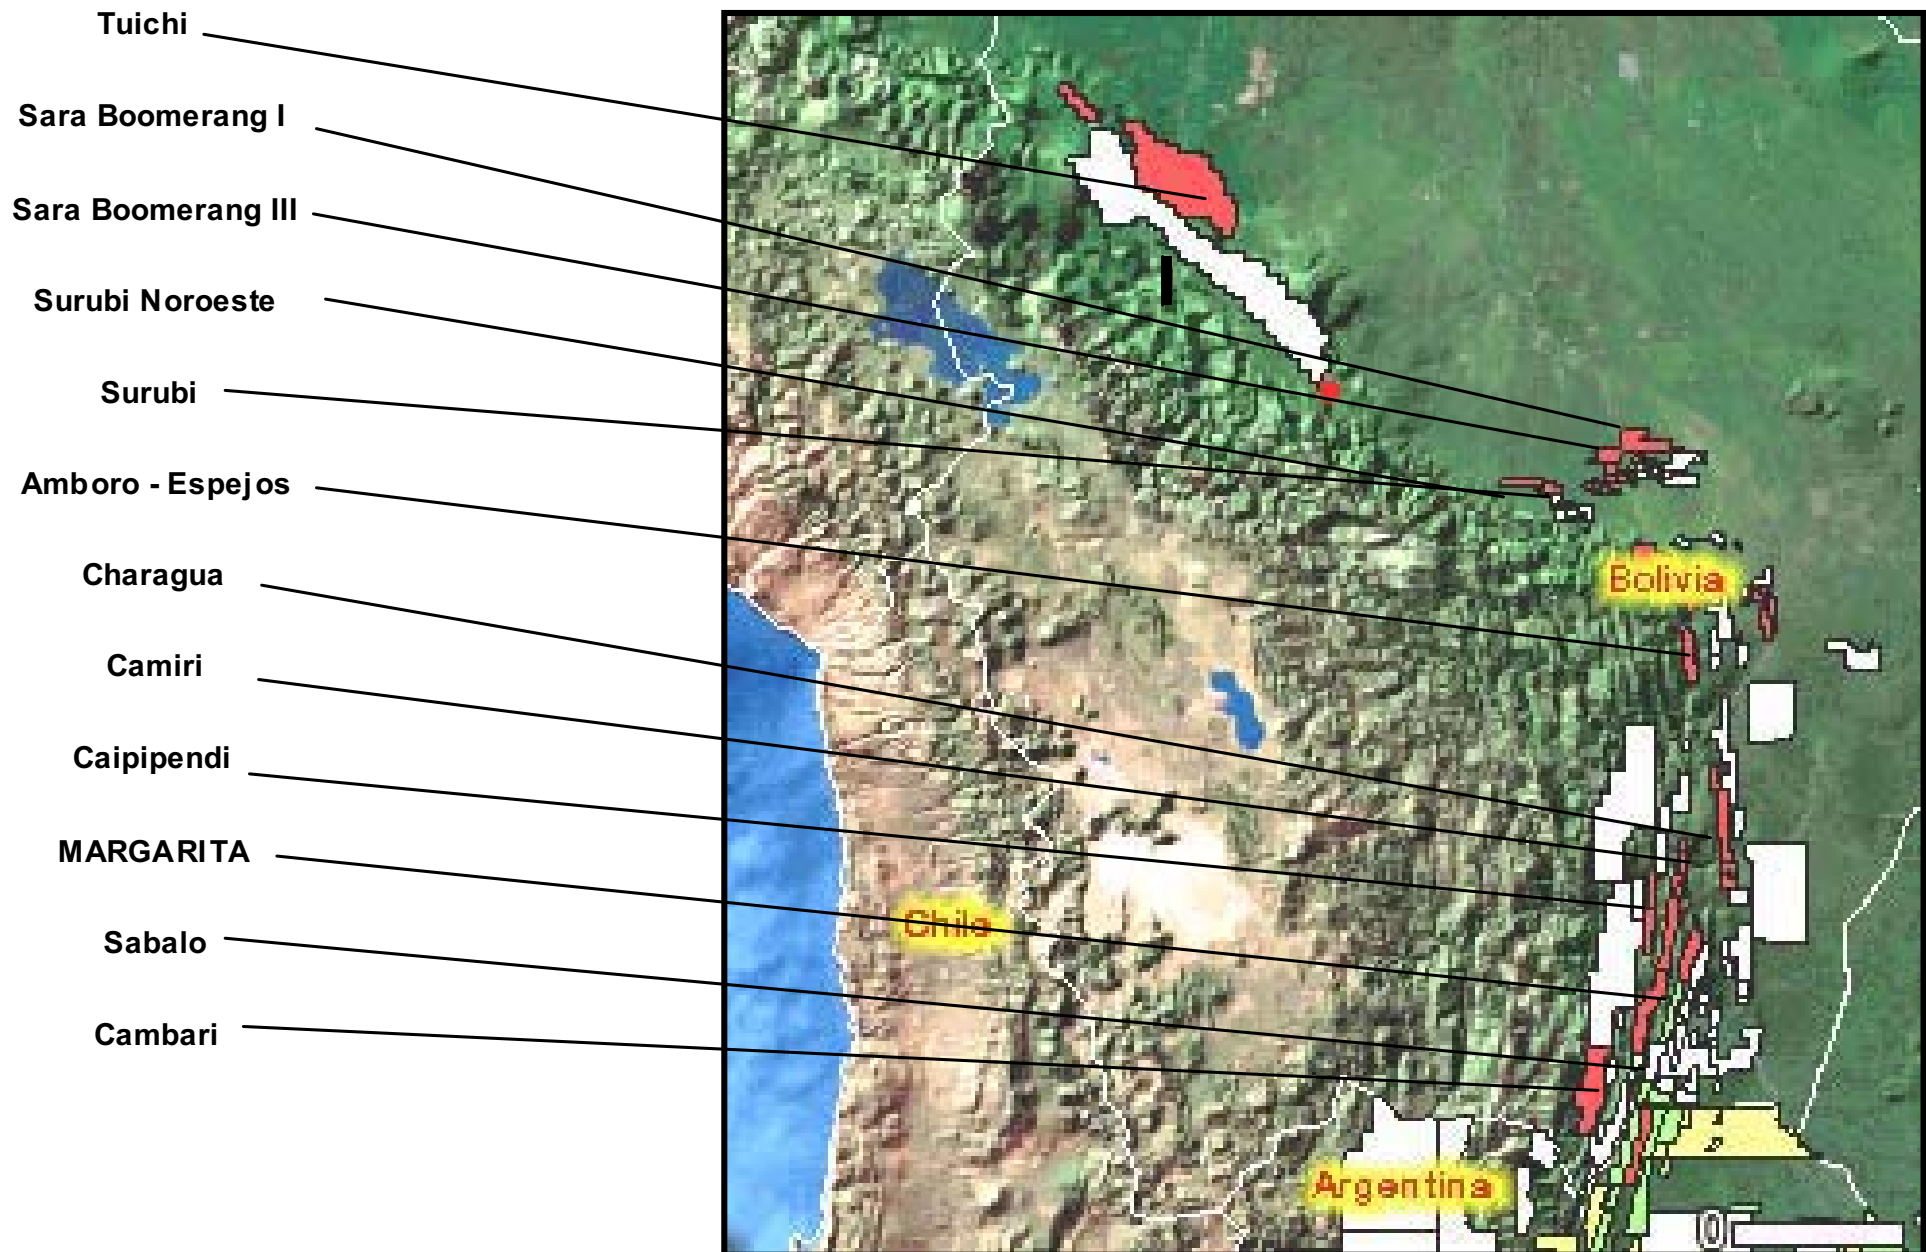 Tuichi
Sara Boomerang I
Sara Boomerang III
Surubi Noroeste
Surubi
Amboro - Espejos
Charagua
Camiri
Caipipendi
MARGARITA
Sabalo
Cambari
Bolivia
Chile
Argentina